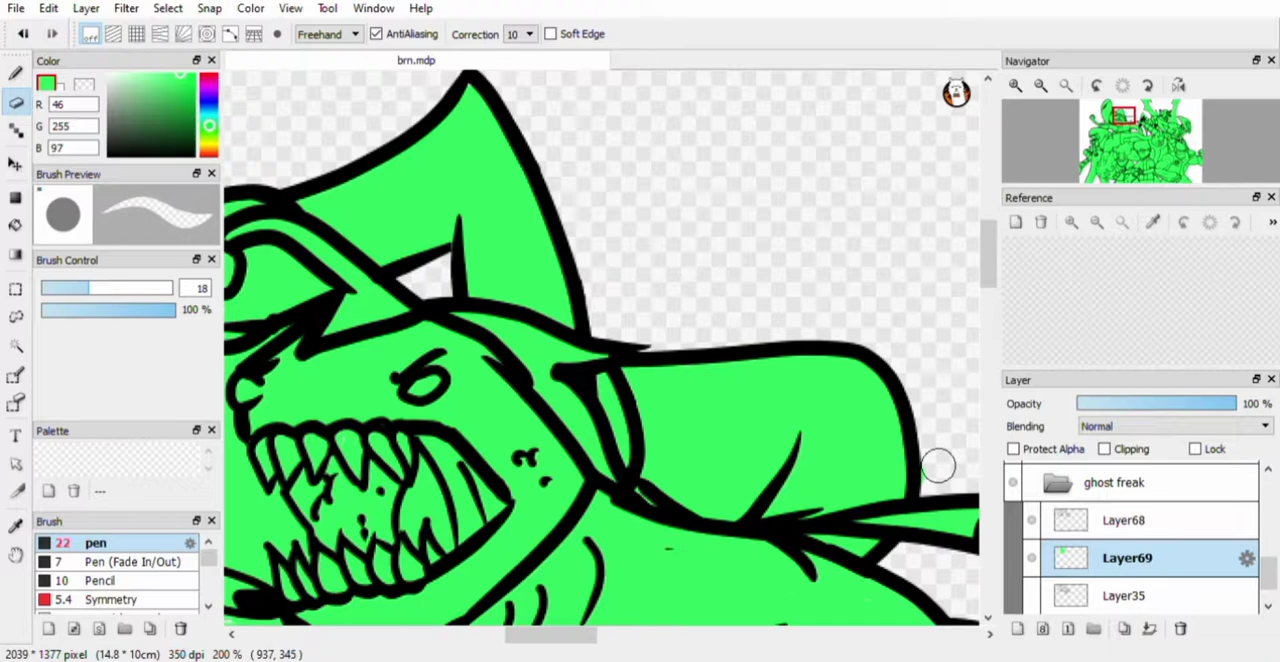 File Edit Layer Filter Select Snap Color View Tool Window Help
off Freehand AntiAliasing Correction 10 Soft Edge
Color
brn.mdp
Navigator
R 46
G 255
B 97
Brush Preview
Reference
Brush Control
18
100 %
Layer
Opacity 100 %
Blending Normal
Protect Alpha Clipping Lock
Palette
ghost freak
---
Layer68
Brush
22 pen
Layer69
7 Pen (Fade In/Out)
10 Pencil
Layer35
5.4 Symmetry
2039 * 1377 pixel (14.8 * 10cm) 350 dpi 200 % ( 937, 345 )